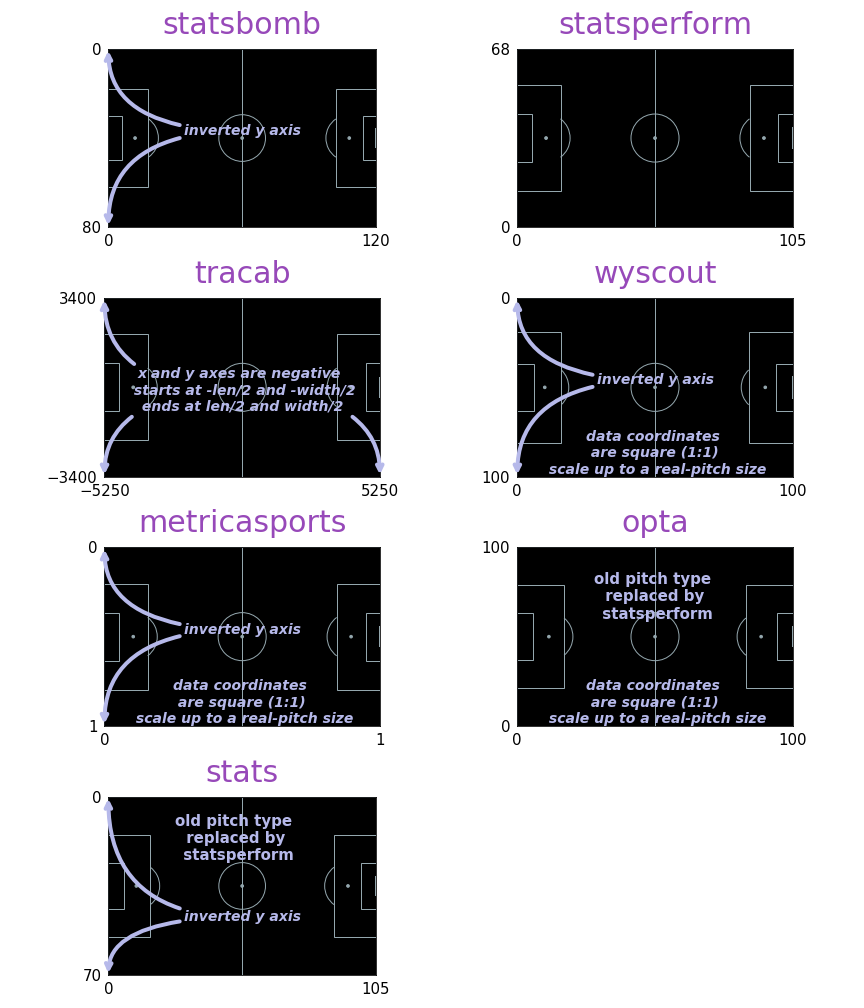 statsbomb
0
inverted y axis
80
0
120
statsperform
68
0
0
105
tracab
3400
x and y axes are negative
starts at -len/2 and -width/2
ends at len/2 and width/2
−3400
−5250
5250
wyscout
0
inverted y axis
data coordinates
are square (1:1)
scale up to a real-pitch size
100
0
100
metricasports
0
inverted y axis
data coordinates
are square (1:1)
scale up to a real-pitch size
1
0
1
opta
100
old pitch type
replaced by
statsperform
data coordinates
are square (1:1)
scale up to a real-pitch size
0
0
100
stats
0
old pitch type
replaced by
statsperform
inverted y axis
70
0
105